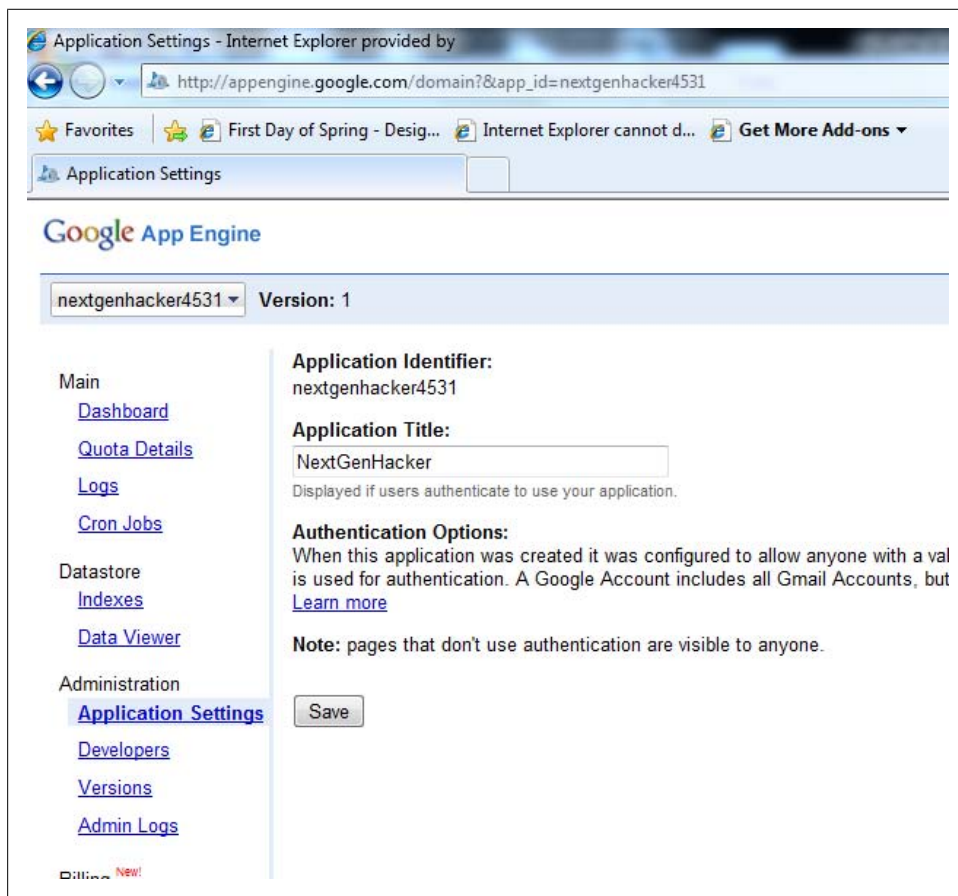 Application Settings - Internet Explorer provided by
http://appengine.google.com/domain?&app_id=nextgenhacker4531
Favorites First Day of Spring - Desig... Internet Explorer cannot d... Get More Add-ons
Application Settings
Google App Engine
nextgenhacker4531 Version: 1
Main
Dashboard
Quota Details
Logs
Cron Jobs
Datastore
Indexes
Data Viewer
Administration
Application Settings
Developers
Versions
Admin Logs
Billing New!
Application Identifier:
nextgenhacker4531
Application Title:
NextGenHacker
Displayed if users authenticate to use your application.
Authentication Options:
When this application was created it was configured to allow anyone with a val
is used for authentication. A Google Account includes all Gmail Accounts, but
Learn more
Note: pages that don't use authentication are visible to anyone.
Save